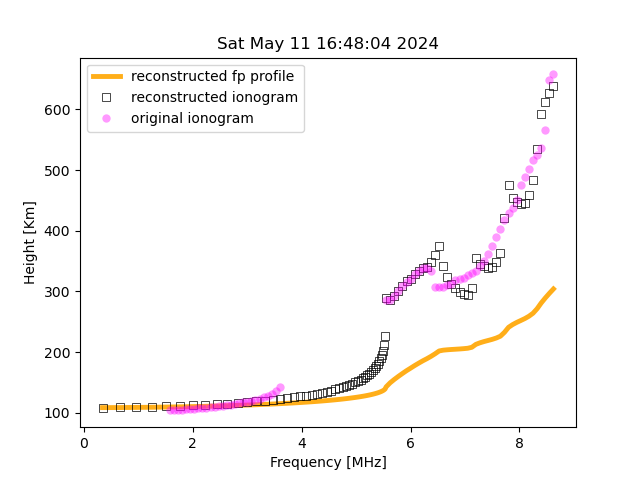 Sat May 11 16:48:04 2024
reconstructed fp profile
reconstructed ionogram
original ionogram
Height [Km]
600
500
400
300
200
100
0 2 4 6 8
Frequency [MHz]